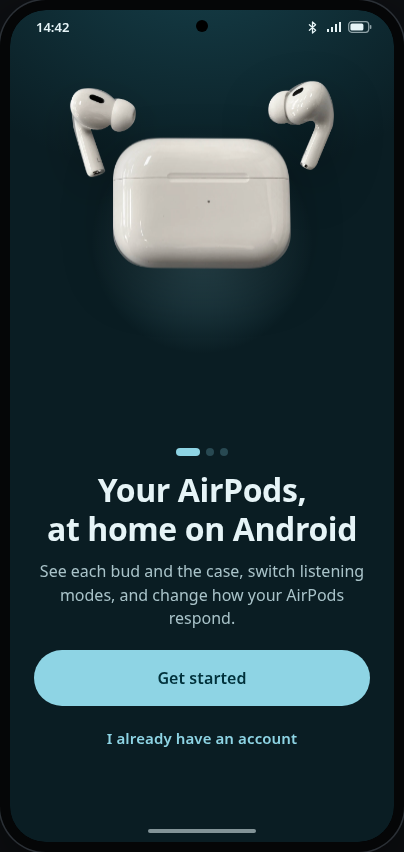 14:42
Your AirPods,
at home on Android
See each bud and the case, switch listening
modes, and change how your AirPods
respond.
Get started
I already have an account